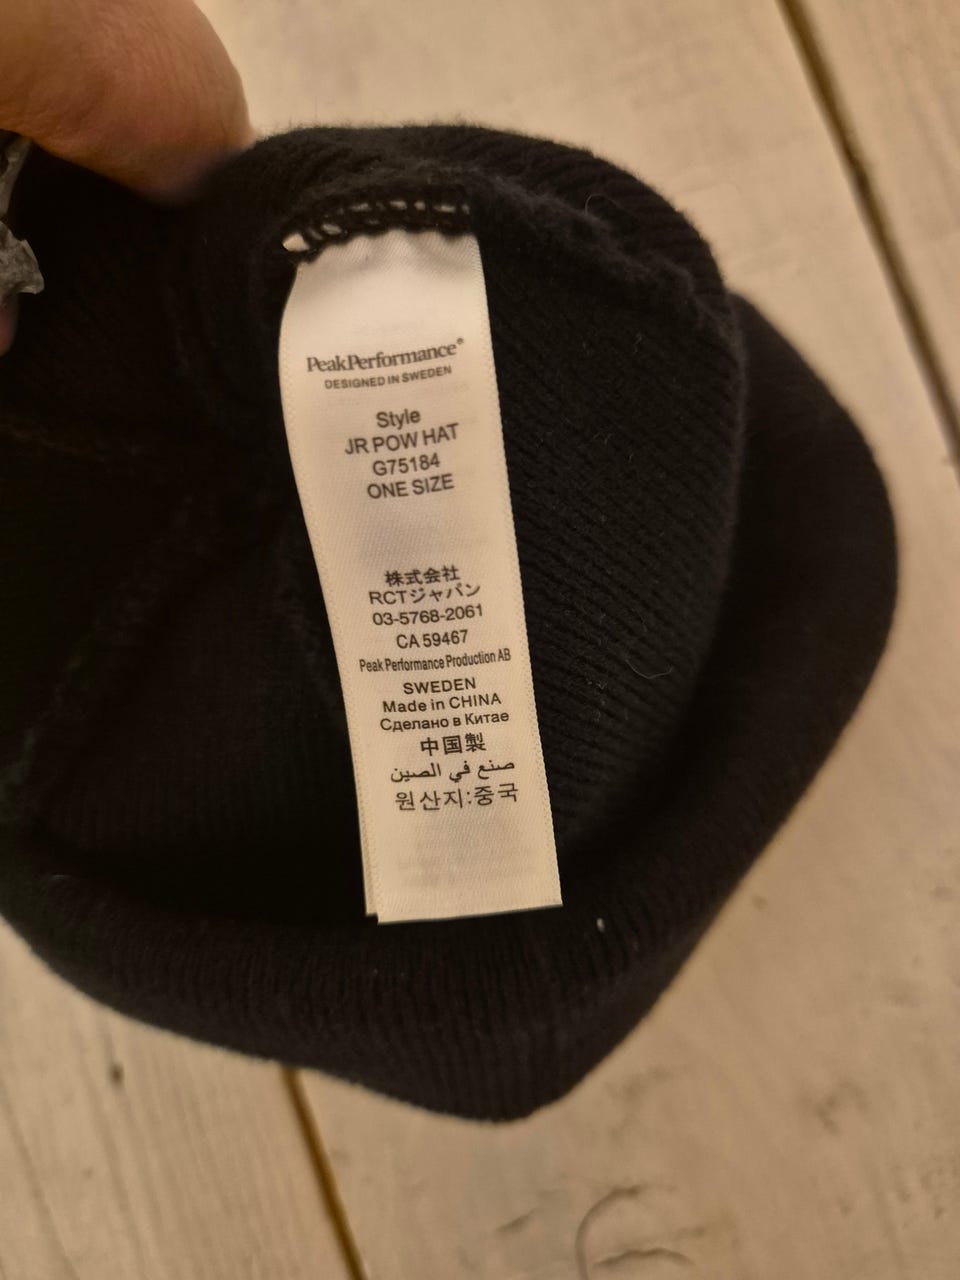 PeakPerformance®
DESIGNED IN SWEDEN
Style
JR POW HAT
G75184
ONE SIZE
株式会社
RCTジャパン
03-5768-2061
CA 59467
Peak Performance Production AB
SWEDEN
Made in CHINA
Сделано в Китае
中国製
صنع في الصين
원산지:중국